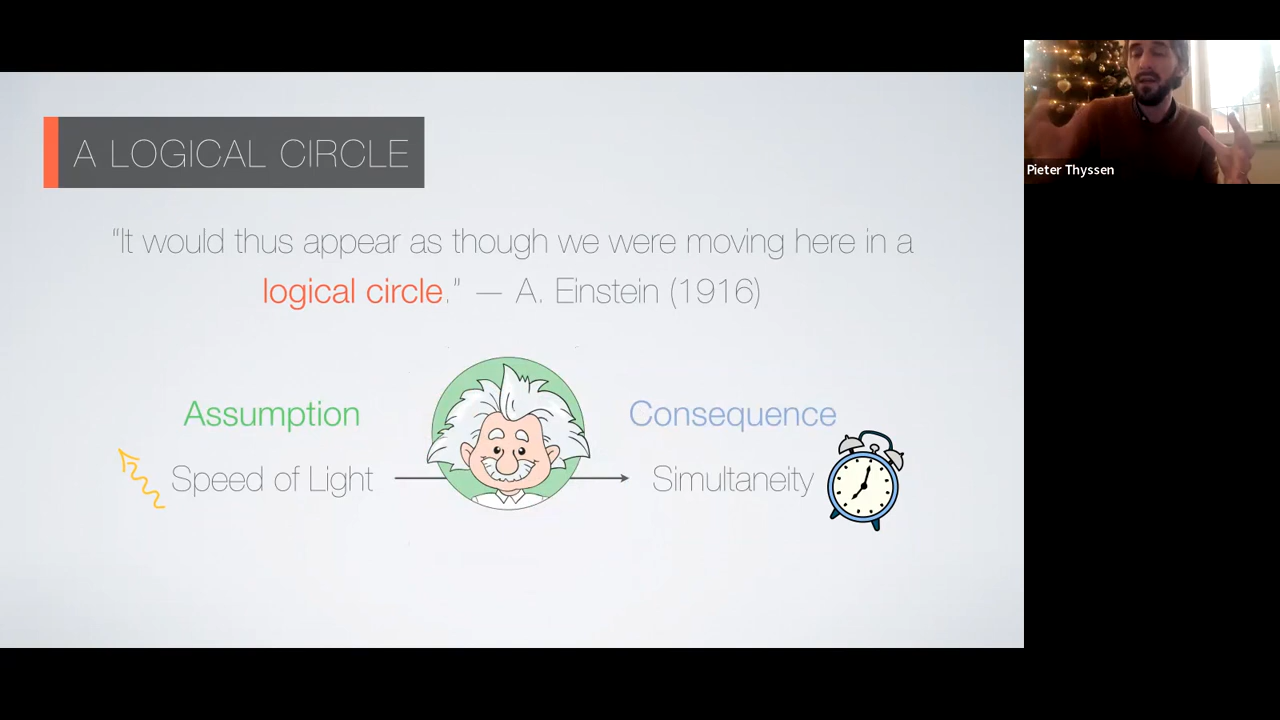 A LOGICAL CIRCLE
"It would thus appear as though we were moving here in a
logical circle." — A. Einstein (1916)
Assumption
Consequence
Speed of Light
Simultaneity
Pieter Thyssen